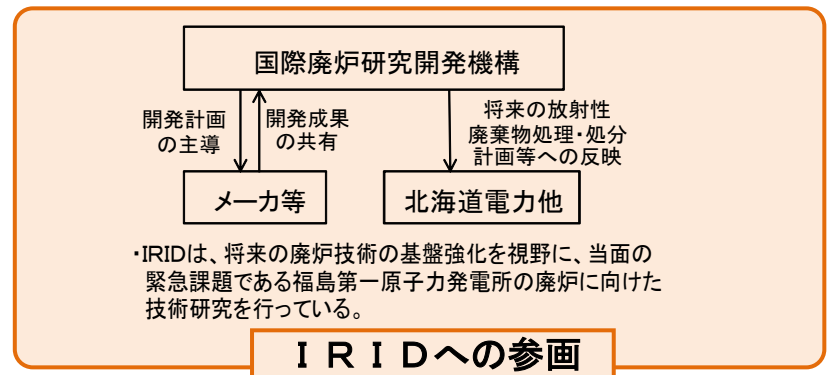 国際廃炉研究開発機構
開発計画
の主導
開発成果
の共有
将来の放射性
廃棄物処理・処分
計画等への反映
メーカ等
北海道電力他
・IRIDは、将来の廃炉技術の基盤強化を視野に、当面の
緊急課題である福島第一原子力発電所の廃炉に向けた
技術研究を行っている。
ＩＲＩＤへの参画